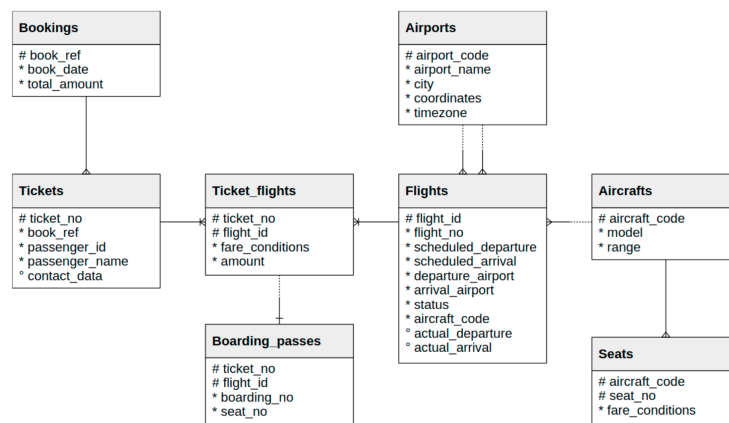 Bookings
# book_ref
* book_date
* total_amount
Airports
# airport_code
* airport_name
* city
* coordinates
* timezone
Tickets
# ticket_no
* book_ref
* passenger_id
* passenger_name
° contact_data
Ticket_flights
# ticket_no
# flight_id
* fare_conditions
* amount
Flights
# flight_id
* flight_no
* scheduled_departure
* scheduled_arrival
* departure_airport
* arrival_airport
* status
* aircraft_code
° actual_departure
° actual_arrival
Aircrafts
# aircraft_code
* model
* range
Boarding_passes
# ticket_no
# flight_id
* boarding_no
* seat_no
Seats
# aircraft_code
# seat_no
* fare_conditions